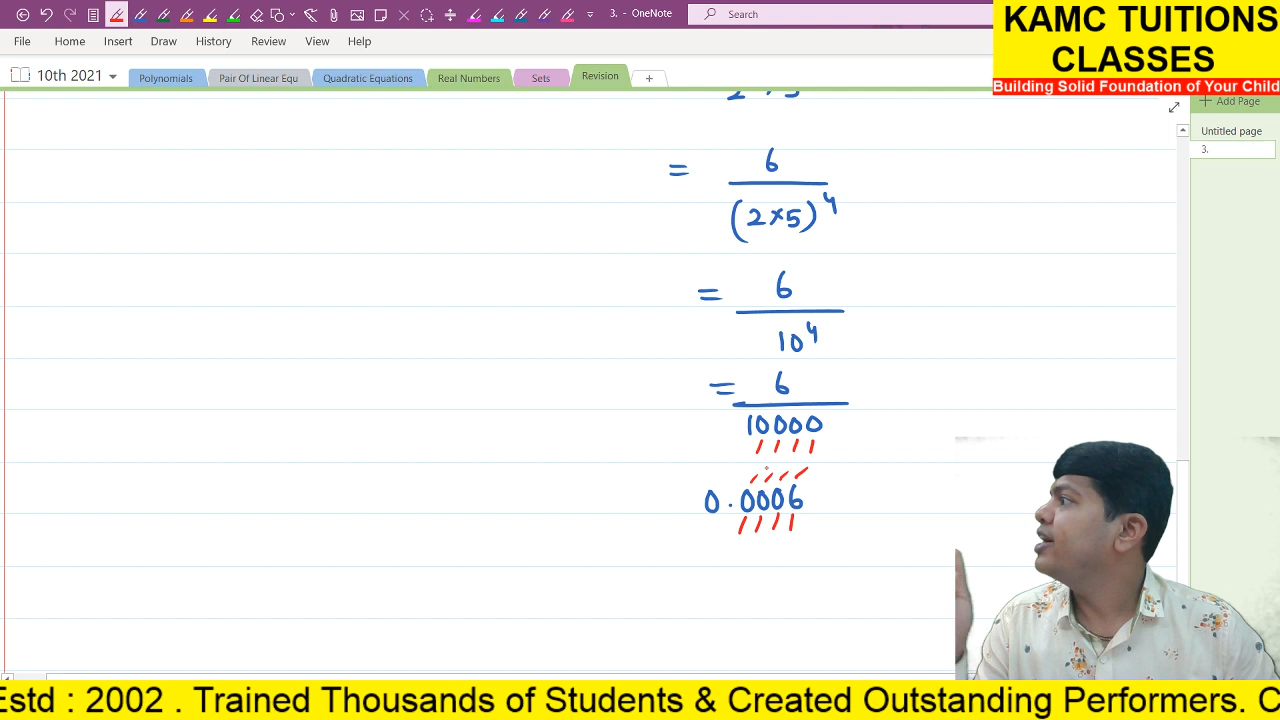 3. - OneNote
Search
KAMC TUITIONS
CLASSES
Building Solid Foundation of Your Child
File Home Insert Draw History Review View Help
10th 2021
Polynomials Pair Of Linear Equ Quadratic Equations Real Numbers Sets Revision +
Add Page
Untitled page
3.
= 6
(2×5)^4
= 6
10^4
= 6
10000
0.0006
Estd : 2002 . Trained Thousands of Students & Created Outstanding Performers. C